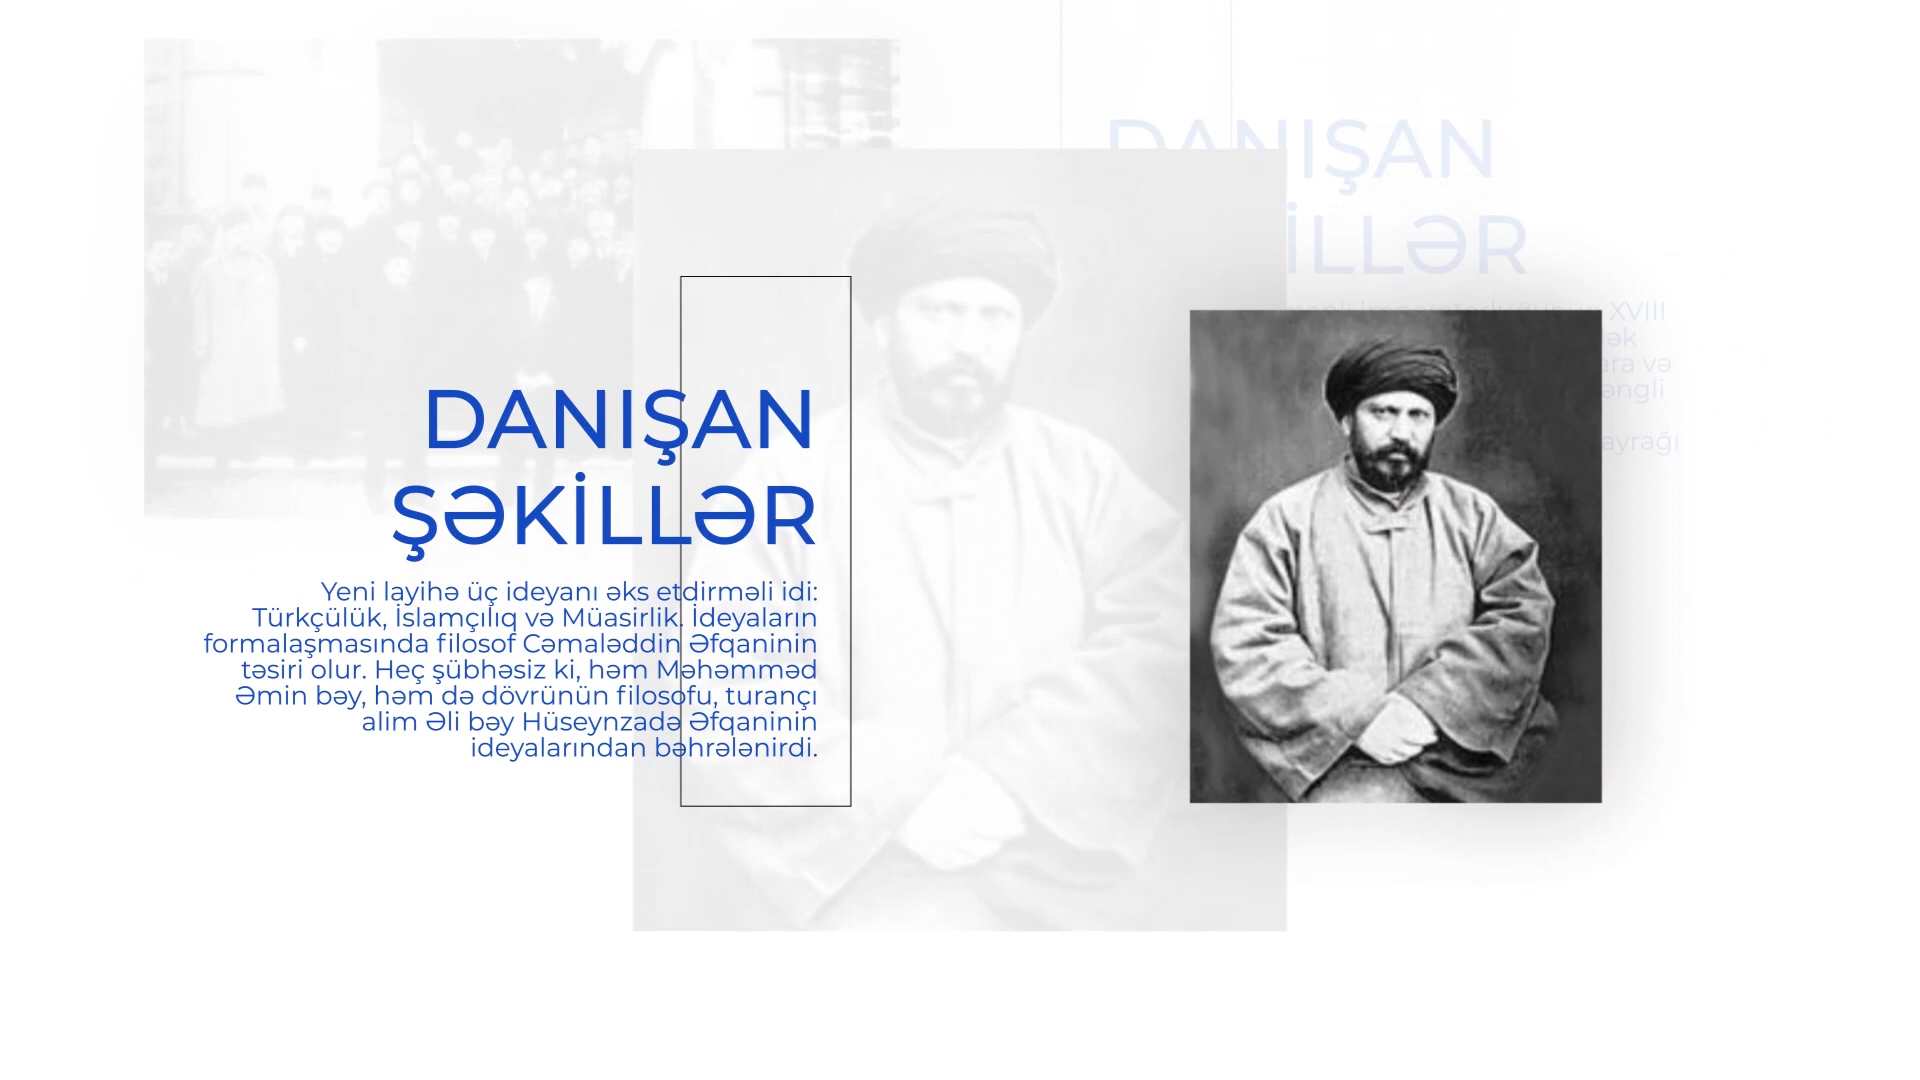 DANIŞAN
ŞƏKİLLƏR
Yeni layihə üç ideyanı əks etdirməli idi:
Türkçülük, İslamçılıq və Müasirlik. İdeyaların
formalaşmasında filosof Cəmaləddin Əfqaninin
təsiri olur. Heç şübhəsiz ki, həm Məhəmməd
Əmin bəy, həm də dövrünün filosofu, turançı
alim Əli bəy Hüseynzadə Əfqaninin
ideyalarından bəhrələnirdi.
DANIŞAN
XVIII
və